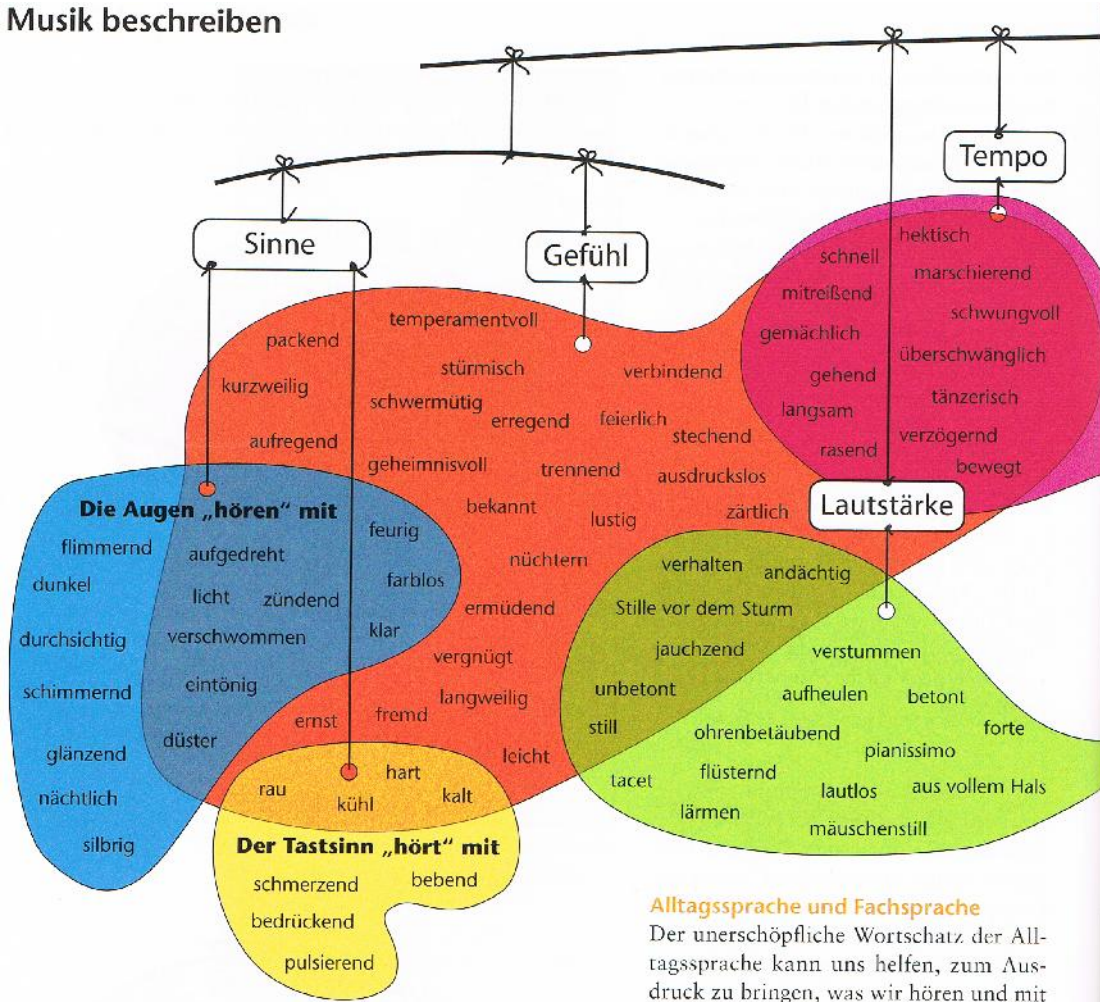 Musik beschreiben
Tempo
Sinne
Gefühl
hektisch
schnell
marschierend
mitreißend
schwungvoll
gemächlich
überschwänglich
gehend
tänzerisch
langsam
verzögernd
rasend
bewegt
temperamentvoll
packend
stürmisch
verbindend
kurzweilig
schwermütig
erregend
feierlich
stechend
aufregend
geheimnisvoll
trennend
ausdruckslos
bekannt
lustig
zärtlich
nüchtern
ermüdend
vergnügt
langweilig
fremd
ernst
leicht
Die Augen „hören“ mit
flimmernd
aufgedreht
feurig
dunkel
licht
zündend
farblos
durchsichtig
verschwommen
klar
schimmernd
eintönig
glänzend
düster
nächtlich
silbrig
rau
hart
kühl
kalt
Der Tastsinn „hört“ mit
schmerzend
bebend
bedrückend
pulsierend
Lautstärke
verhalten
andächtig
Stille vor dem Sturm
jauchzend
verstummen
unbetont
aufheulen
betont
still
ohrenbetäubend
forte
pianissimo
tacet
flüsternd
lautlos
aus vollem Hals
lärmen
mäuschenstill
Alltagssprache und Fachsprache
Der unerschöpfliche Wortschatz der All-
tagssprache kann uns helfen, zum Aus-
druck zu bringen, was wir hören und mit